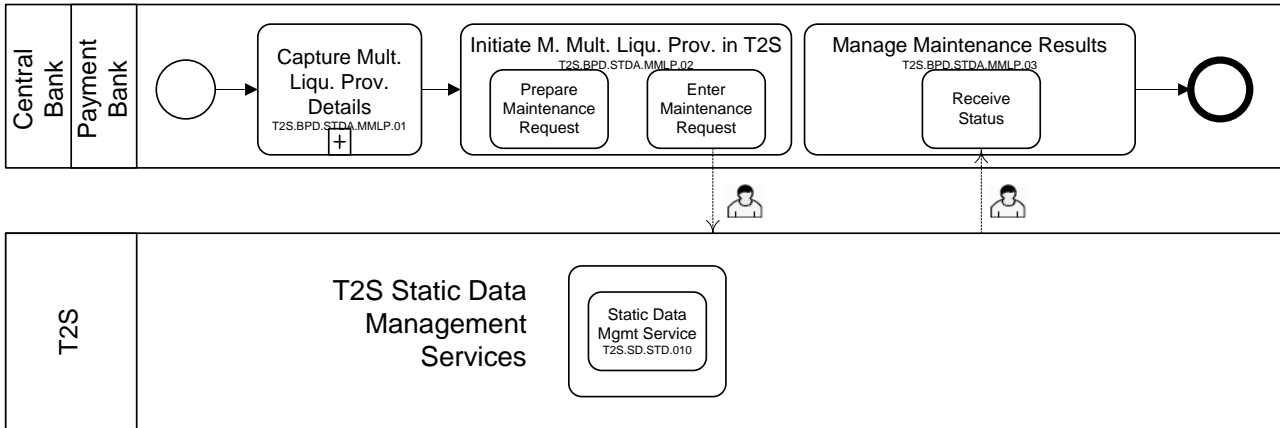 Central
Bank
Payment
Bank
Capture Mult.
Liqu. Prov.
Details
T2S.BPD.STDA.MMLP.01
Initiate M. Mult. Liqu. Prov. in T2S
T2S.BPD.STDA.MMLP.02
Prepare
Maintenance
Request
Enter
Maintenance
Request
Manage Maintenance Results
T2S.BPD.STDA.MMLP.03
Receive
Status
T2S
T2S Static Data
Management
Services
Static Data
Mgmt Service
T2S.SD.STD.010